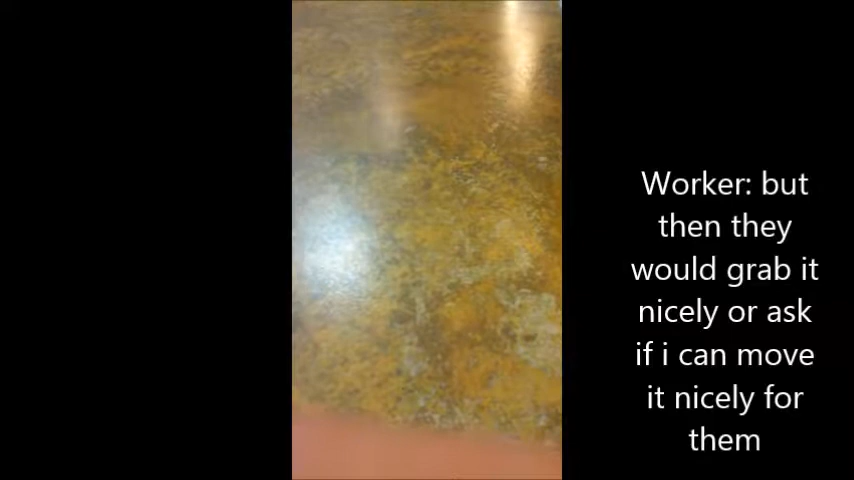 Worker: but
then they
would grab it
nicely or ask
if i can move
it nicely for
them